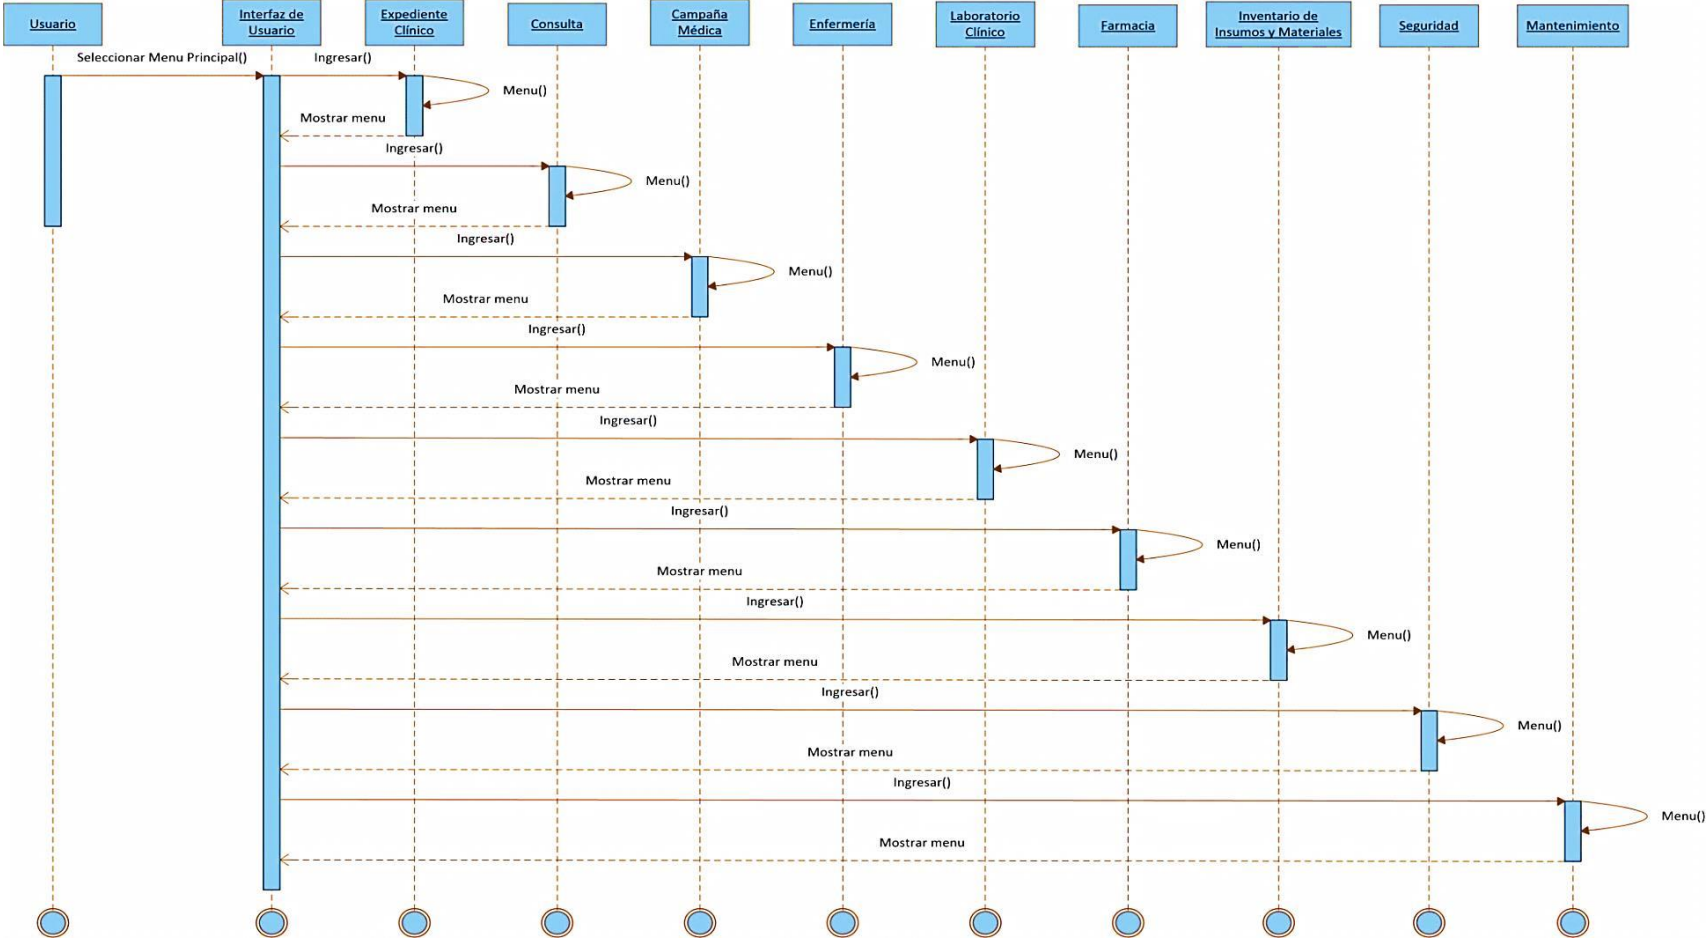 Usuario
Interfaz de
Usuario
Expediente
Clínico
Consulta
Campaña
Médica
Enfermería
Laboratorio
Clínico
Farmacia
Inventario de
Insumos y Materiales
Seguridad
Mantenimiento
Seleccionar Menu Principal()
Ingresar()
Menu()
Mostrar menu
Ingresar()
Menu()
Mostrar menu
Ingresar()
Menu()
Mostrar menu
Ingresar()
Menu()
Mostrar menu
Ingresar()
Menu()
Mostrar menu
Ingresar()
Menu()
Mostrar menu
Ingresar()
Menu()
Mostrar menu
Ingresar()
Menu()
Mostrar menu
Ingresar()
Menu()
Mostrar menu